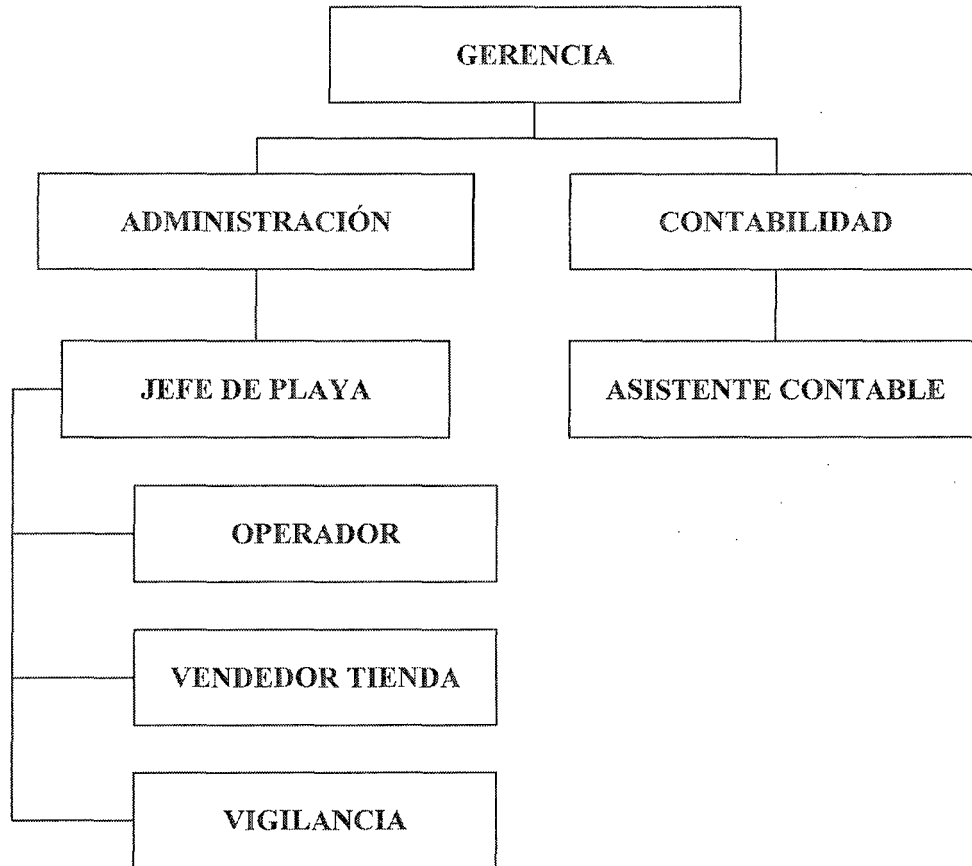 GERENCIA
ADMINISTRACIÓN
CONTABILIDAD
JEFE DE PLAYA
ASISTENTE CONTABLE
OPERADOR
VENDEDOR TIENDA
VIGILANCIA